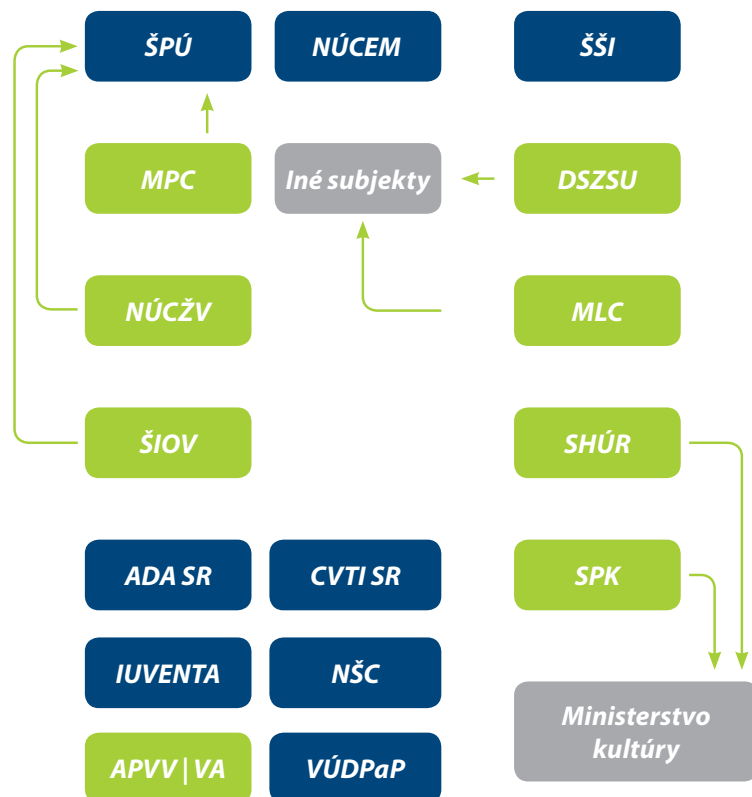 ŠPÚ
NÚCEM
ŠŠI
MPC
Iné subjekty
DSZSU
NÚCŽV
MLC
ŠIOV
SHÚR
ADA SR
CVTI SR
SPK
IUVENTA
NŠC
Ministerstvo
kultúry
APVV | VA
VÚDPaP